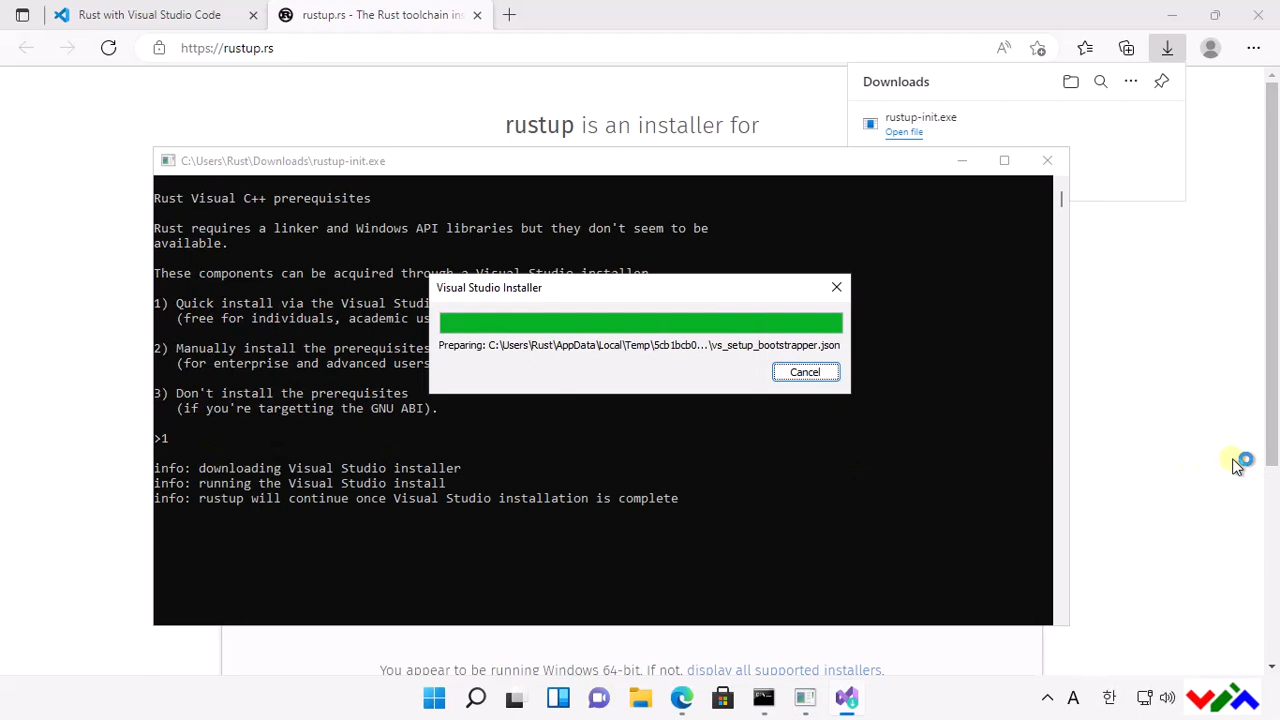 Rust with Visual Studio Code
rustup.rs - The Rust toolchain ins
https://rustup.rs
Downloads
rustup-init.exe
Open file
rustup is an installer for
C:\Users\Rust\Downloads\rustup-init.exe
Rust Visual C++ prerequisites
Rust requires a linker and Windows API libraries but they don't seem to be
available.
These components can be acquired through a Visual Studio installer.
1) Quick install via the Visual Studi
(free for individuals, academic us
2) Manually install the prerequisites
(for enterprise and advanced users
3) Don't install the prerequisites
(if you're targetting the GNU ABI).
>1
info: downloading Visual Studio installer
info: running the Visual Studio install
info: rustup will continue once Visual Studio installation is complete
Visual Studio Installer
Preparing: C:\Users\Rust\AppData\Local\Temp\5cb1bcb0...\vs_setup_bootstrapper.json
Cancel
You appear to be running Windows 64-bit. If not, display all supported installers.
A
한